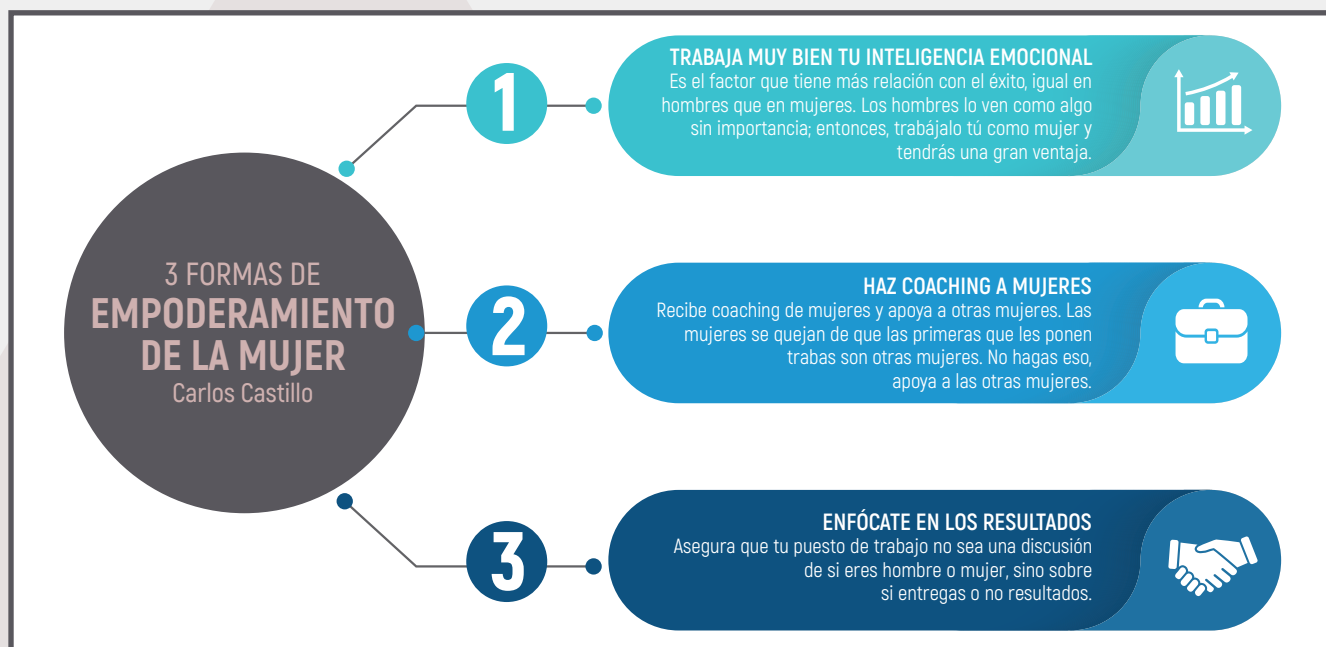 3 FORMAS DE
EMPODERAMIENTO
DE LA MUJER
Carlos Castillo
1
TRABAJA MUY BIEN TU INTELIGENCIA EMOCIONAL
Es el factor que tiene más relación con el éxito, igual en
hombres que en mujeres. Los hombres lo ven como algo
sin importancia; entonces, trabájalo tú como mujer y
tendrás una gran ventaja.
2
HAZ COACHING A MUJERES
Recibe coaching de mujeres y apoya a otras mujeres. Las
mujeres se quejan de que las primeras que les ponen
trabas son otras mujeres. No hagas eso,
apoya a las otras mujeres.
3
ENFÓCATE EN LOS RESULTADOS
Asegura que tu puesto de trabajo no sea una discusión
de si eres hombre o mujer, sino sobre
si entregas o no resultados.